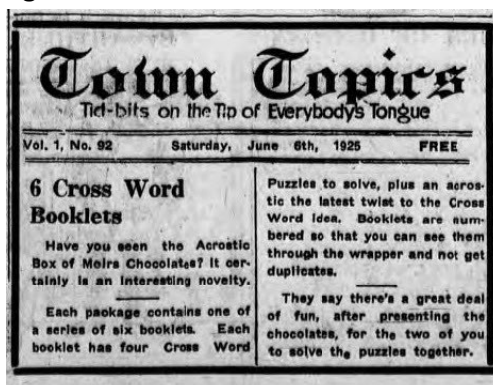 Town Topics
Tid-bits on the Tip of Everybody's Tongue
Vol. 1, No. 92 Saturday, June 6th, 1925 FREE
6 Cross Word
Booklets
Have you seen the Acrostic
Box of Moirs Chocolates? It cer-
tainly is an interesting novelty.
Each package contains one of
a series of six booklets. Each
booklet has four Cross Word
Puzzles to solve, plus an acros-
tic the latest twist to the Cross
Word idea. Booklets are num-
bered so that you can see them
through the wrapper and not get
duplicates.
They say there's a great deal
of fun, after presenting the
chocolates, for the two of you
to solve the puzzles together.